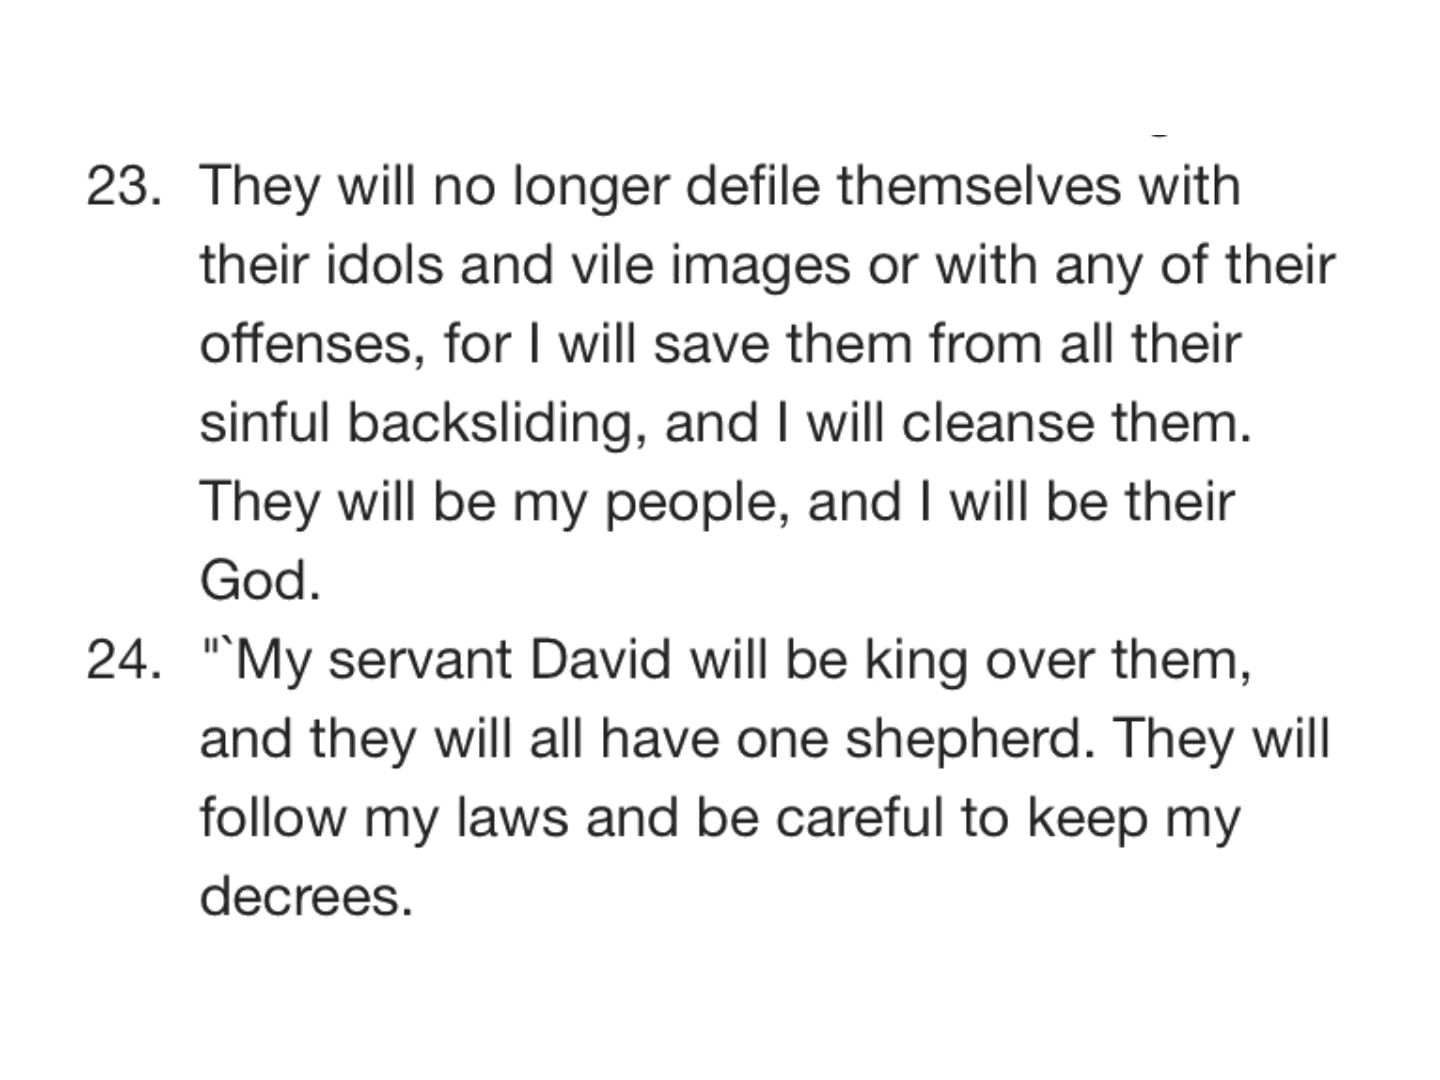 23. They will no longer defile themselves with
their idols and vile images or with any of their
offenses, for I will save them from all their
sinful backsliding, and I will cleanse them.
They will be my people, and I will be their
God.
24. "`My servant David will be king over them,
and they will all have one shepherd. They will
follow my laws and be careful to keep my
decrees.